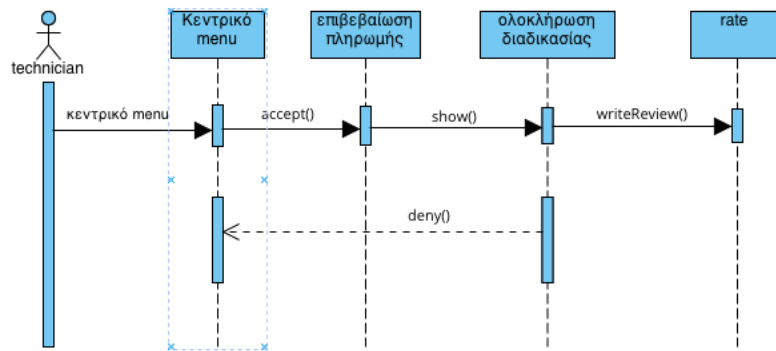 Κεντρικό
menu
επιβεβαίωση
πληρωμής
ολοκλήρωση
διαδικασίας
rate
technician
κεντρικό menu
accept()
show()
writeReview()
deny()